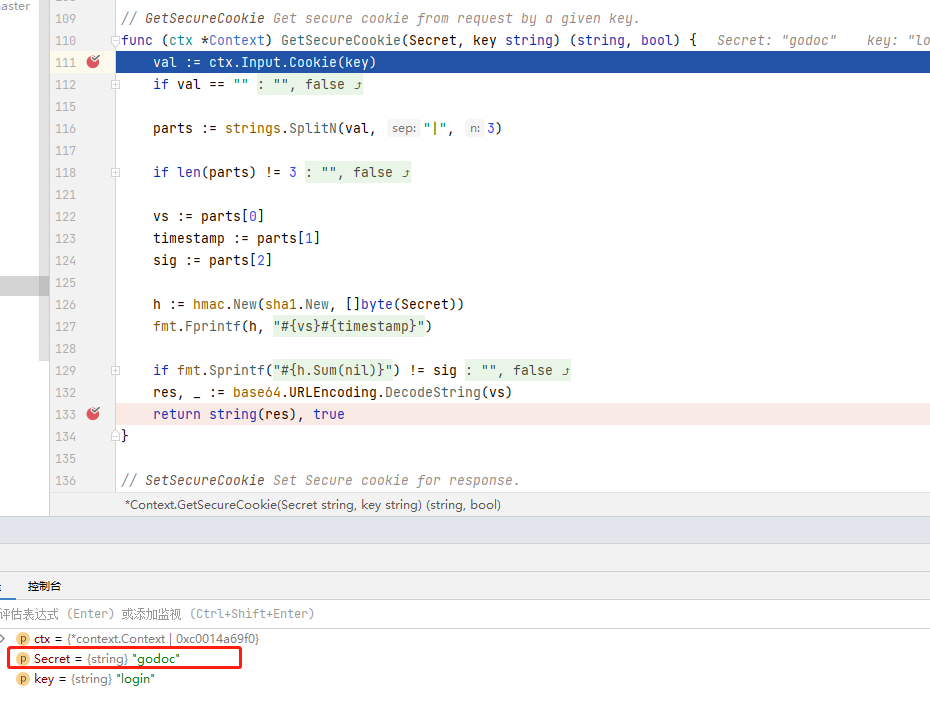 aster
109 // GetSecureCookie Get secure cookie from request by a given key.
110 func (ctx *Context) GetSecureCookie(Secret, key string) (string, bool) { Secret: "godoc" key: "lo
111 val := ctx.Input.Cookie(key)
112 if val == "" : "", false
115
116 parts := strings.SplitN(val, sep: "|", n: 3)
117
118 if len(parts) != 3 : "", false
121
122 vs := parts[0]
123 timestamp := parts[1]
124 sig := parts[2]
125
126 h := hmac.New(sha1.New, []byte(Secret))
127 fmt.Fprintf(h, "#{vs}#{timestamp}")
128
129 if fmt.Sprintf("#{h.Sum(nil)}") != sig : "", false
132 res, _ := base64.URLEncoding.DecodeString(vs)
133 return string(res), true
134 }
135
136 // SetSecureCookie Set Secure cookie for response.
*Context.GetSecureCookie(Secret string, key string) (string, bool)
控制台
评估表达式 (Enter) 或添加监视 (Ctrl+Shift+Enter)
p ctx = {*context.Context | 0xc0014a69f0}
p Secret = {string} "godoc"
p key = {string} "login"